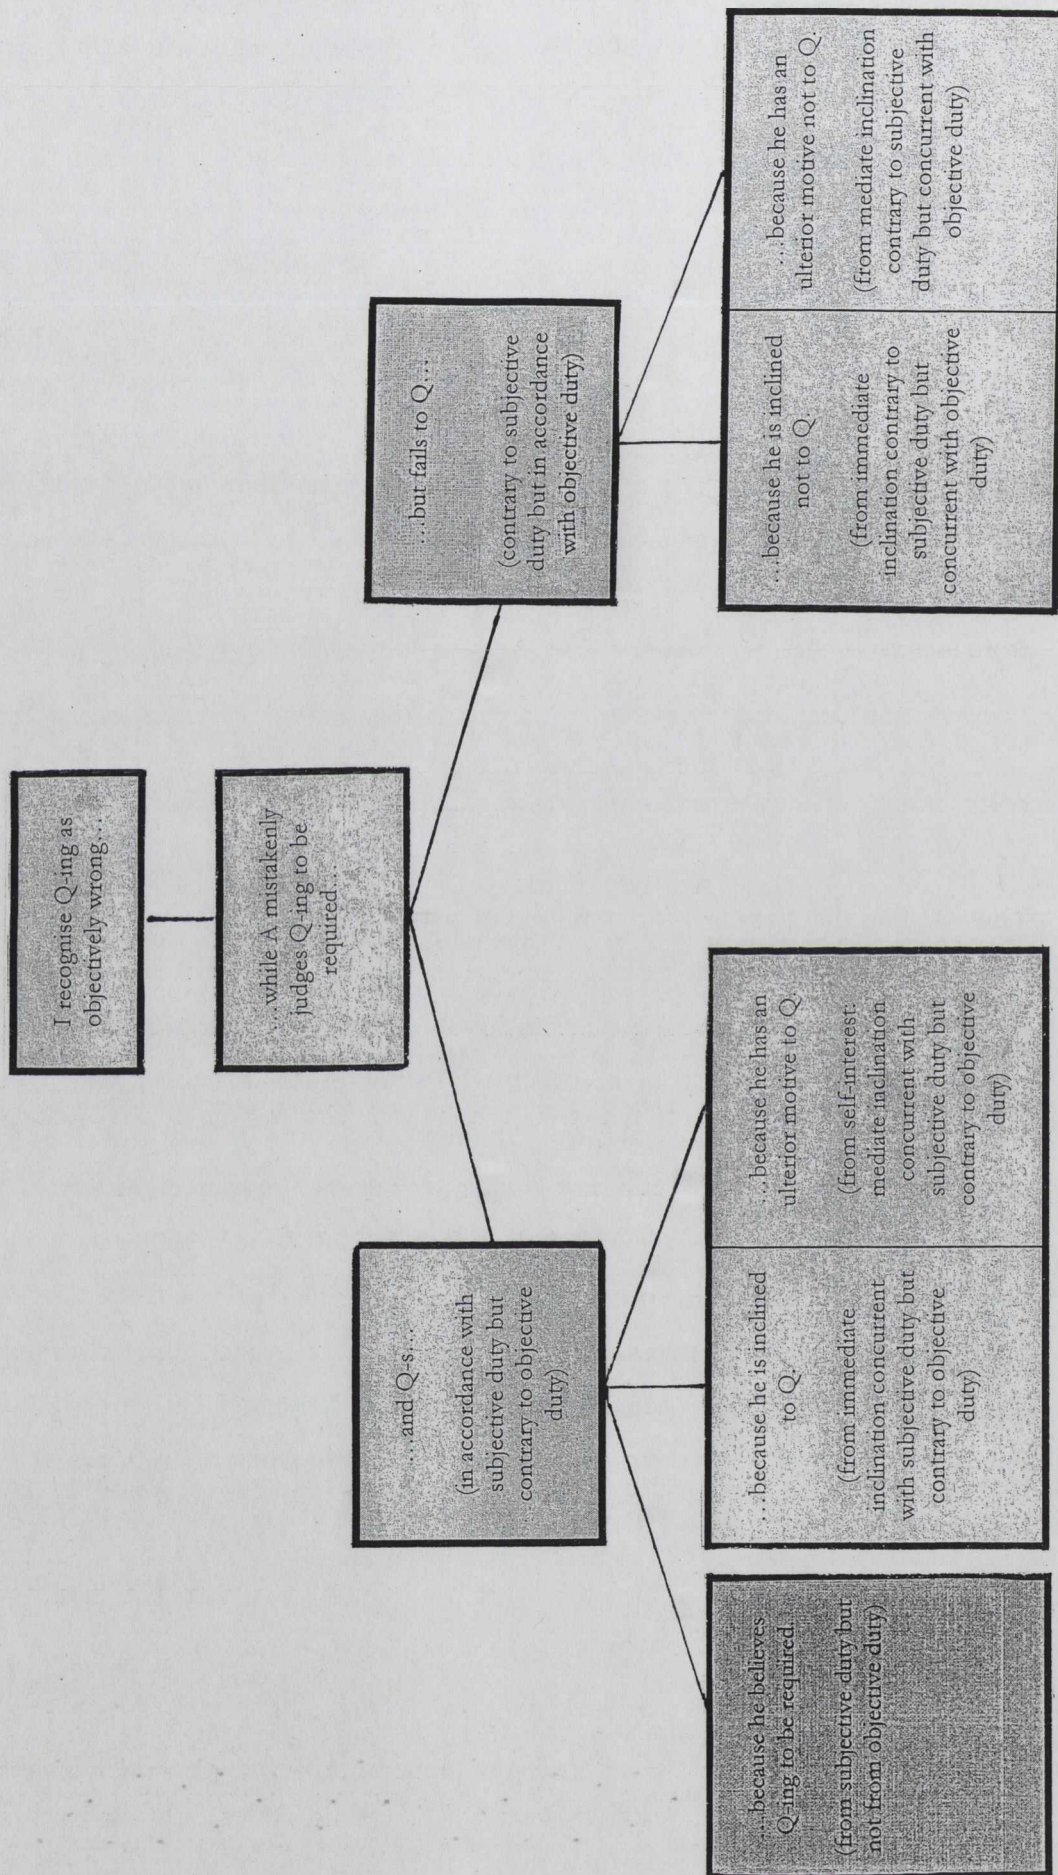 I recognise Q-ing as
objectively wrong…
…while A mistakenly
judges Q-ing to be
required…
…and Q-s…
(in accordance with
subjective duty but
contrary to objective
duty)
…but fails to Q…
(contrary to subjective
duty but in accordance
with objective duty)
…because he believes
Q-ing to be required.
(from subjective duty but
not from objective duty)
…because he is inclined
to Q.
(from immediate
inclination concurrent
with subjective duty but
contrary to objective
duty)
…because he has an
ulterior motive to Q.
(from self-interest:
mediate inclination
concurrent with
subjective duty but
contrary to objective
duty)
…because he is inclined
not to Q.
(from immediate
inclination contrary to
subjective duty but
concurrent with objective
duty)
…because he has an
ulterior motive not to Q.
(from mediate inclination
contrary to subjective
duty but concurrent with
objective duty)